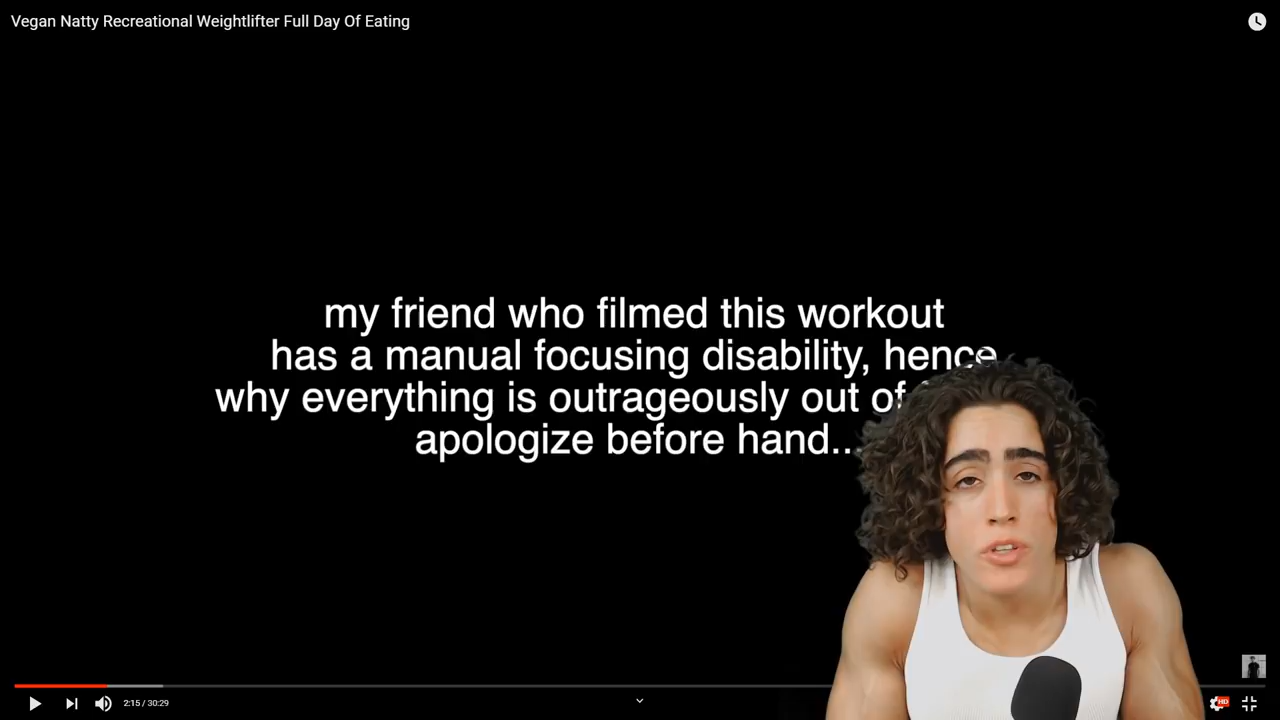 Vegan Natty Recreational Weightlifter Full Day Of Eating
my friend who filmed this workout
has a manual focusing disability, hence
why everything is outrageously out of
apologize before hand...
2:15 / 30:29
HD